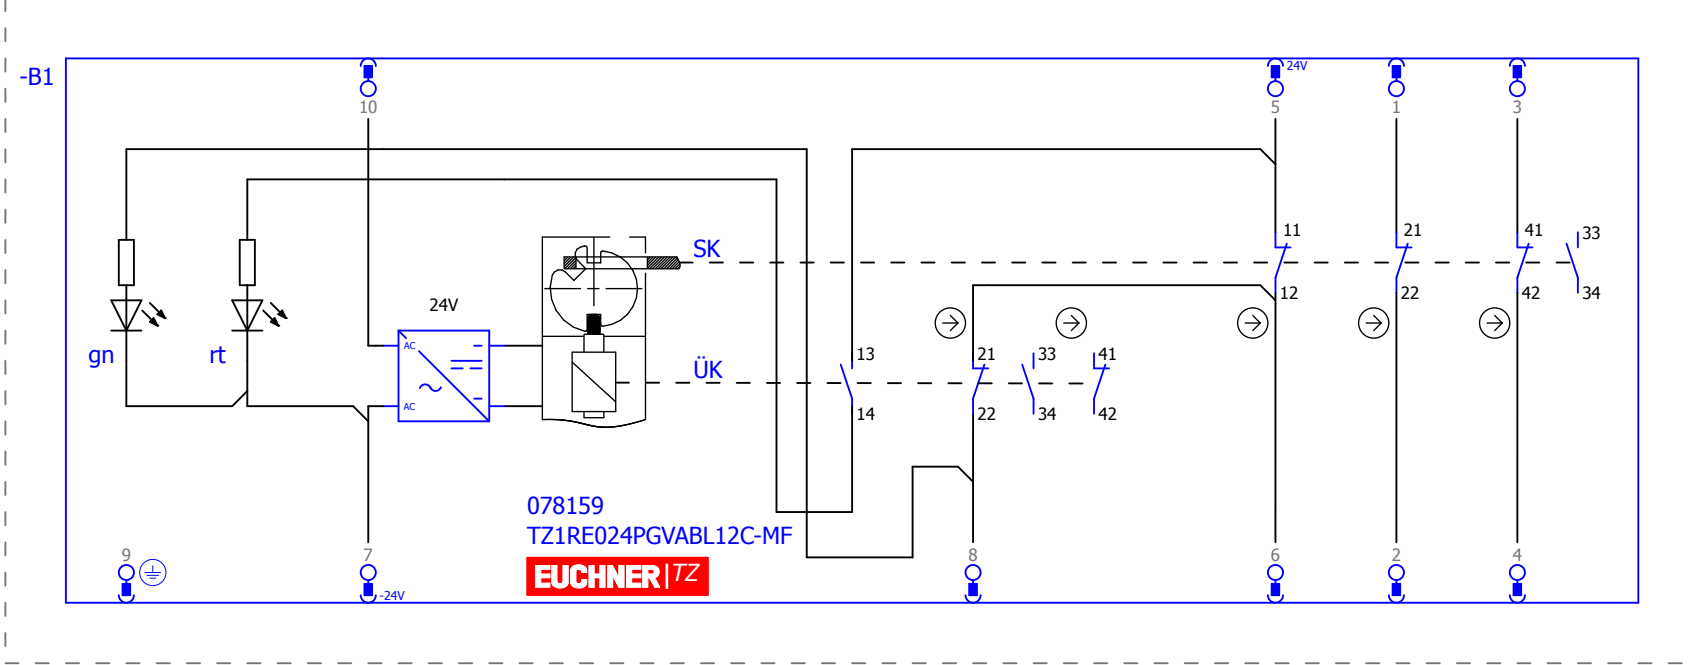 -B1
24V
10
5
1
3
SK
11
21
41
33
12
22
42
34
24V
gn
rt
AC
AC
ÜK
13
21
33
41
14
22
34
42
078159
TZ1RE024PGVABL12C-MF
EUCHNER|TZ
9
7
8
6
2
4
-24V